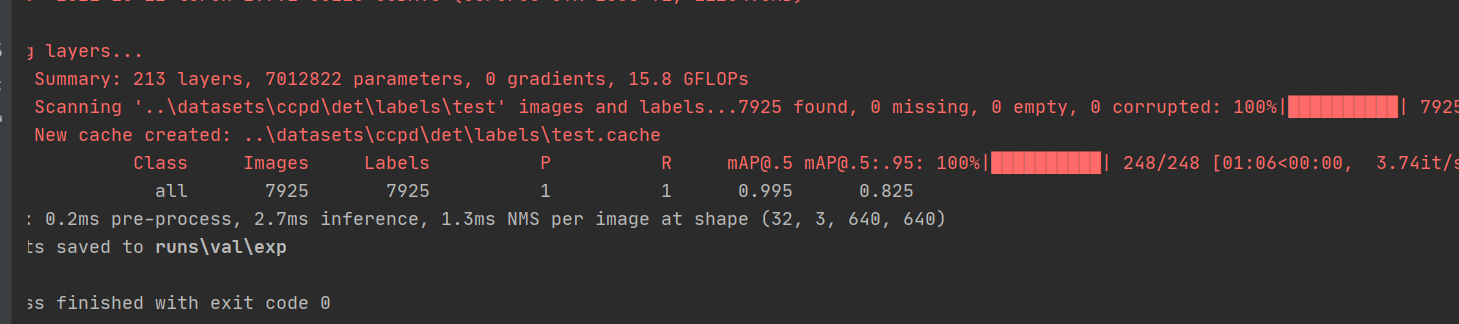 g layers...
Summary: 213 layers, 7012822 parameters, 0 gradients, 15.8 GFLOPs
Scanning '..\datasets\ccpd\det\labels\test' images and labels...7925 found, 0 missing, 0 empty, 0 corrupted: 100%|██████████| 7925
New cache created: ..\datasets\ccpd\det\labels\test.cache
Class Images Labels P R mAP@.5 mAP@.5:.95: 100%|██████████| 248/248 [01:06<00:00, 3.74it/s
all 7925 7925 1 1 0.995 0.825
: 0.2ms pre-process, 2.7ms inference, 1.3ms NMS per image at shape (32, 3, 640, 640)
ts saved to runs\val\exp
ss finished with exit code 0